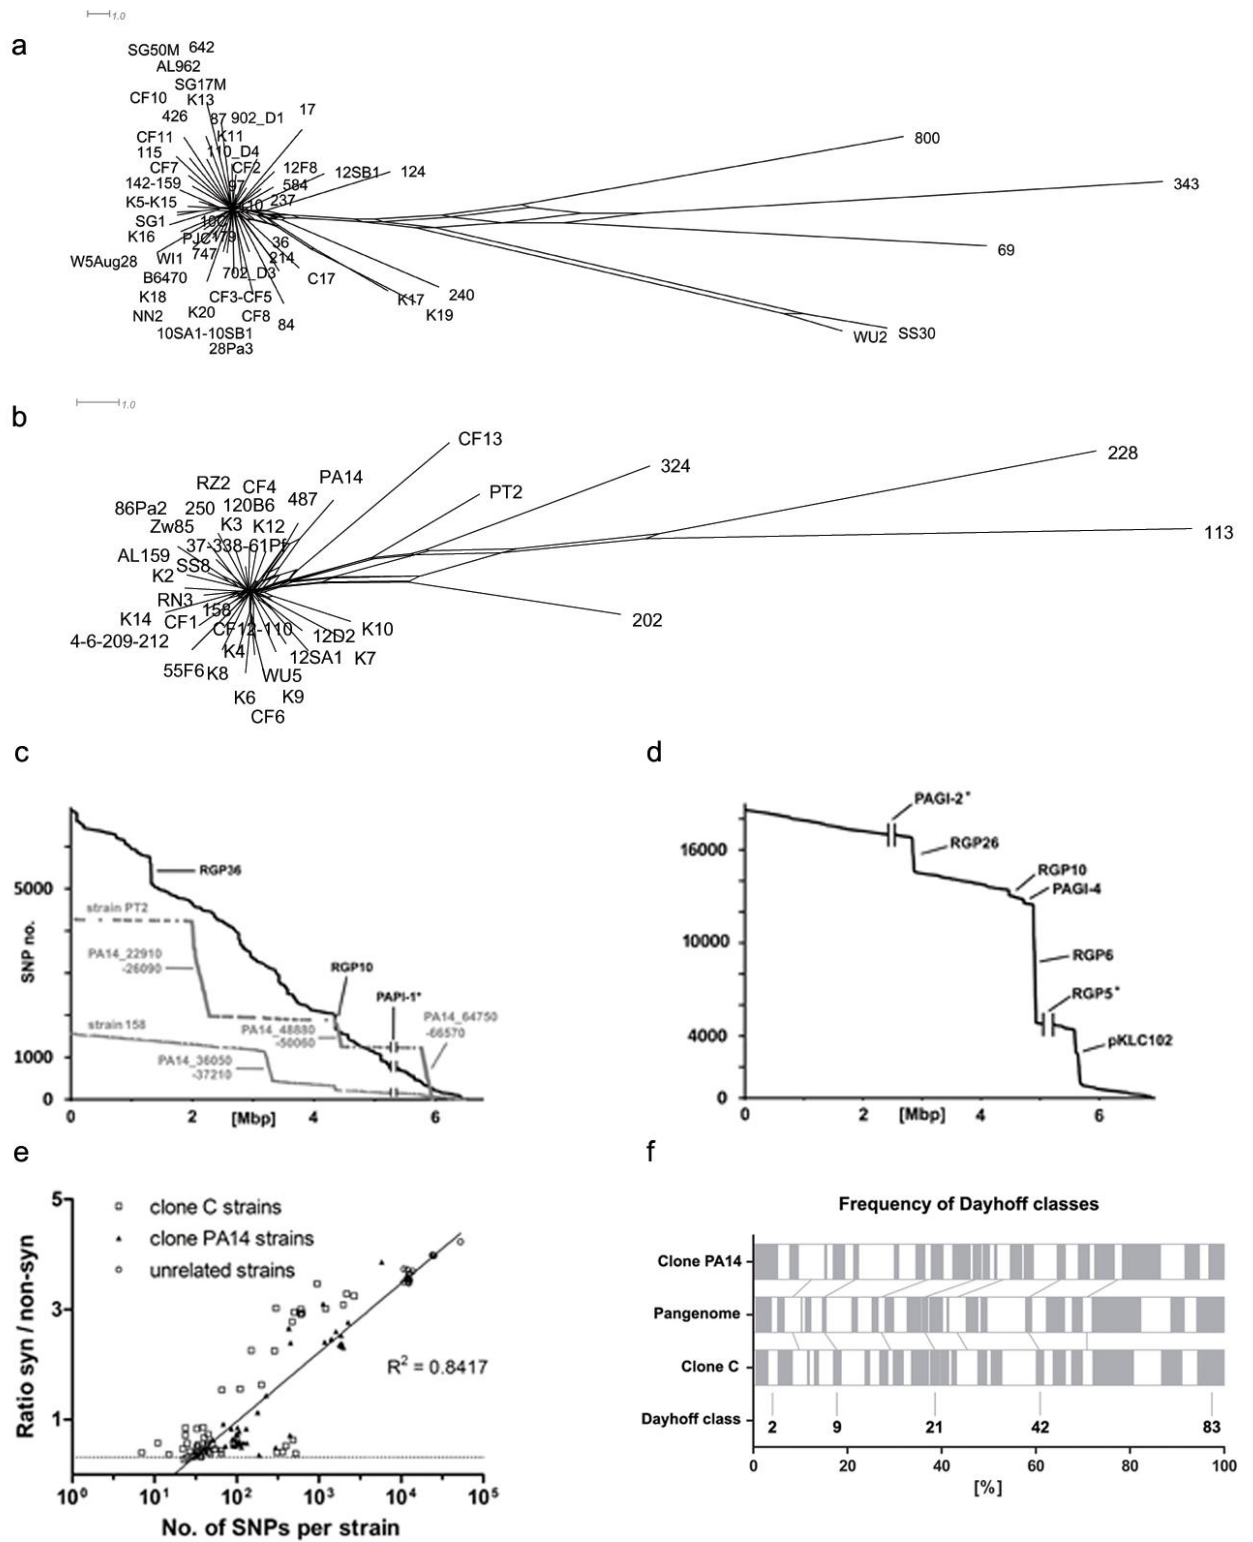 1.0
a
SG50M 642
AL962
SG17M
CF10 K13
426 87 902_D1 17
CF11 K11
115 110_D4
CF7 CF2 12F8 12SB1 124
142-159 97 584
K5-K15 10 237
SG1
K16 PJC 179 36
W5Aug28 WI1 747 214
B6470 702_D3 C17
K18 CF3-CF5 K17 240
NN2 K20 CF8 84 K19
10SA1-10SB1
28Pa3
800
343
69
WU2 SS30
1.0
b
CF13
RZ2 CF4 PA14 324 228
86Pa2 250 120B6 487 PT2
Zw85 K3 K12
37-338-61Pf 113
AL159 SS8
K2
RN3 158
K14 CF1 CF12-110 12D2 K10 202
4-6-209-212 K4 12SA1 K7
55F6 K8 WU5
K6 K9
CF6
c
SNP no.
5000
1000
0
RGP36
strain PT2
PA14_22910
-26090
RGP10
PAPI-1*
PA14_64750
-66570
strain 158
PA14_48880
-50060
PA14_36050
-37210
0 2 [Mbp] 4 6
d
PAGI-2*
16000
RGP26
RGP10
PAGI-4
10000
RGP6
RGP5*
4000
pKLC102
0
0 2 [Mbp] 4 6
e
5
3
1
Ratio syn / non-syn
clone C strains
clone PA14 strains
unrelated strains
R² = 0.8417
10⁰ 10¹ 10² 10³ 10⁴ 10⁵
No. of SNPs per strain
f
Frequency of Dayhoff classes
Clone PA14
Pangenome
Clone C
Dayhoff class 2 9 21 42 83
0 20 40 60 80 100
[%]